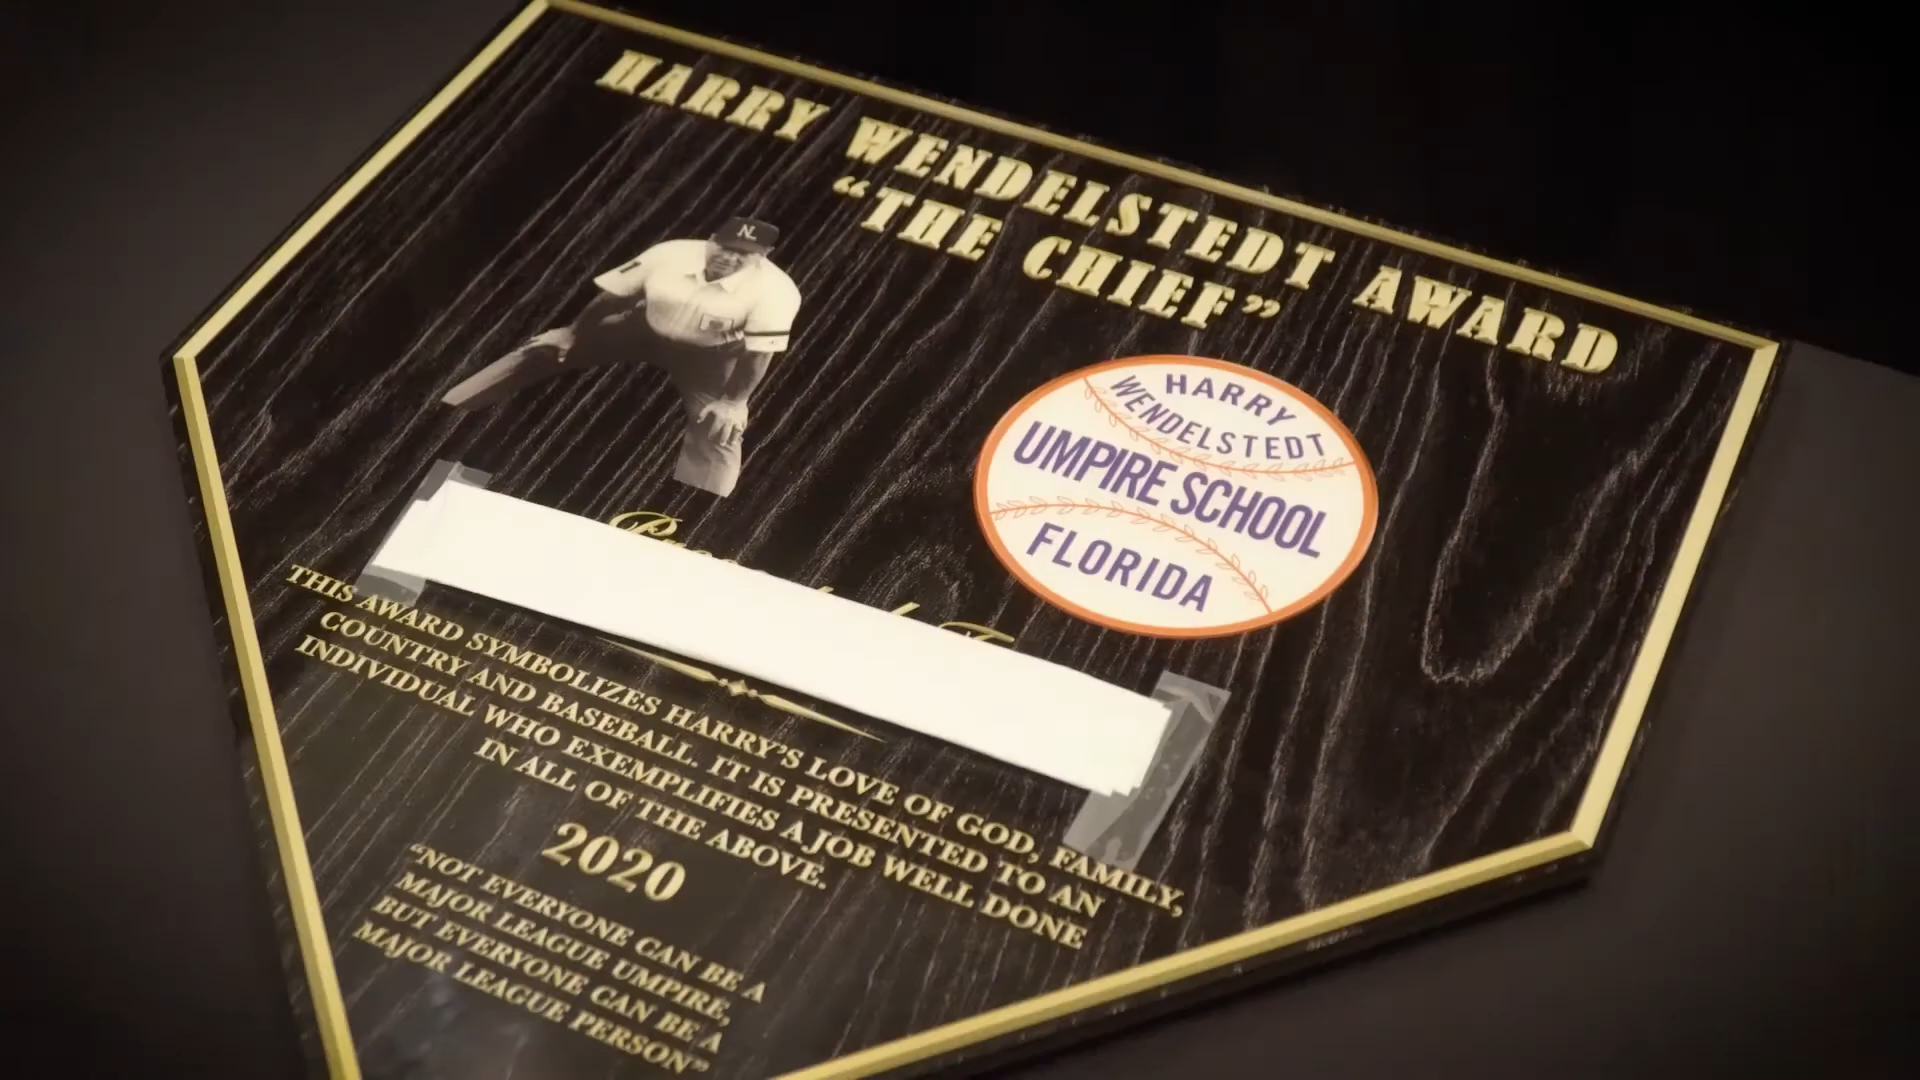 HARRY WENDELSTEDT AWARD
“THE CHIEF”
NL
HARRY
WENDELSTEDT
UMPIRE SCHOOL
FLORIDA
THIS AWARD SYMBOLIZES HARRY’S LOVE OF GOD, FAMILY,
COUNTRY AND BASEBALL. IT IS PRESENTED TO AN
INDIVIDUAL WHO EXEMPLIFIES A JOB WELL DONE
IN ALL OF THE ABOVE.
2020
“NOT EVERYONE CAN BE A
MAJOR LEAGUE UMPIRE,
BUT EVERYONE CAN BE A
MAJOR LEAGUE PERSON”